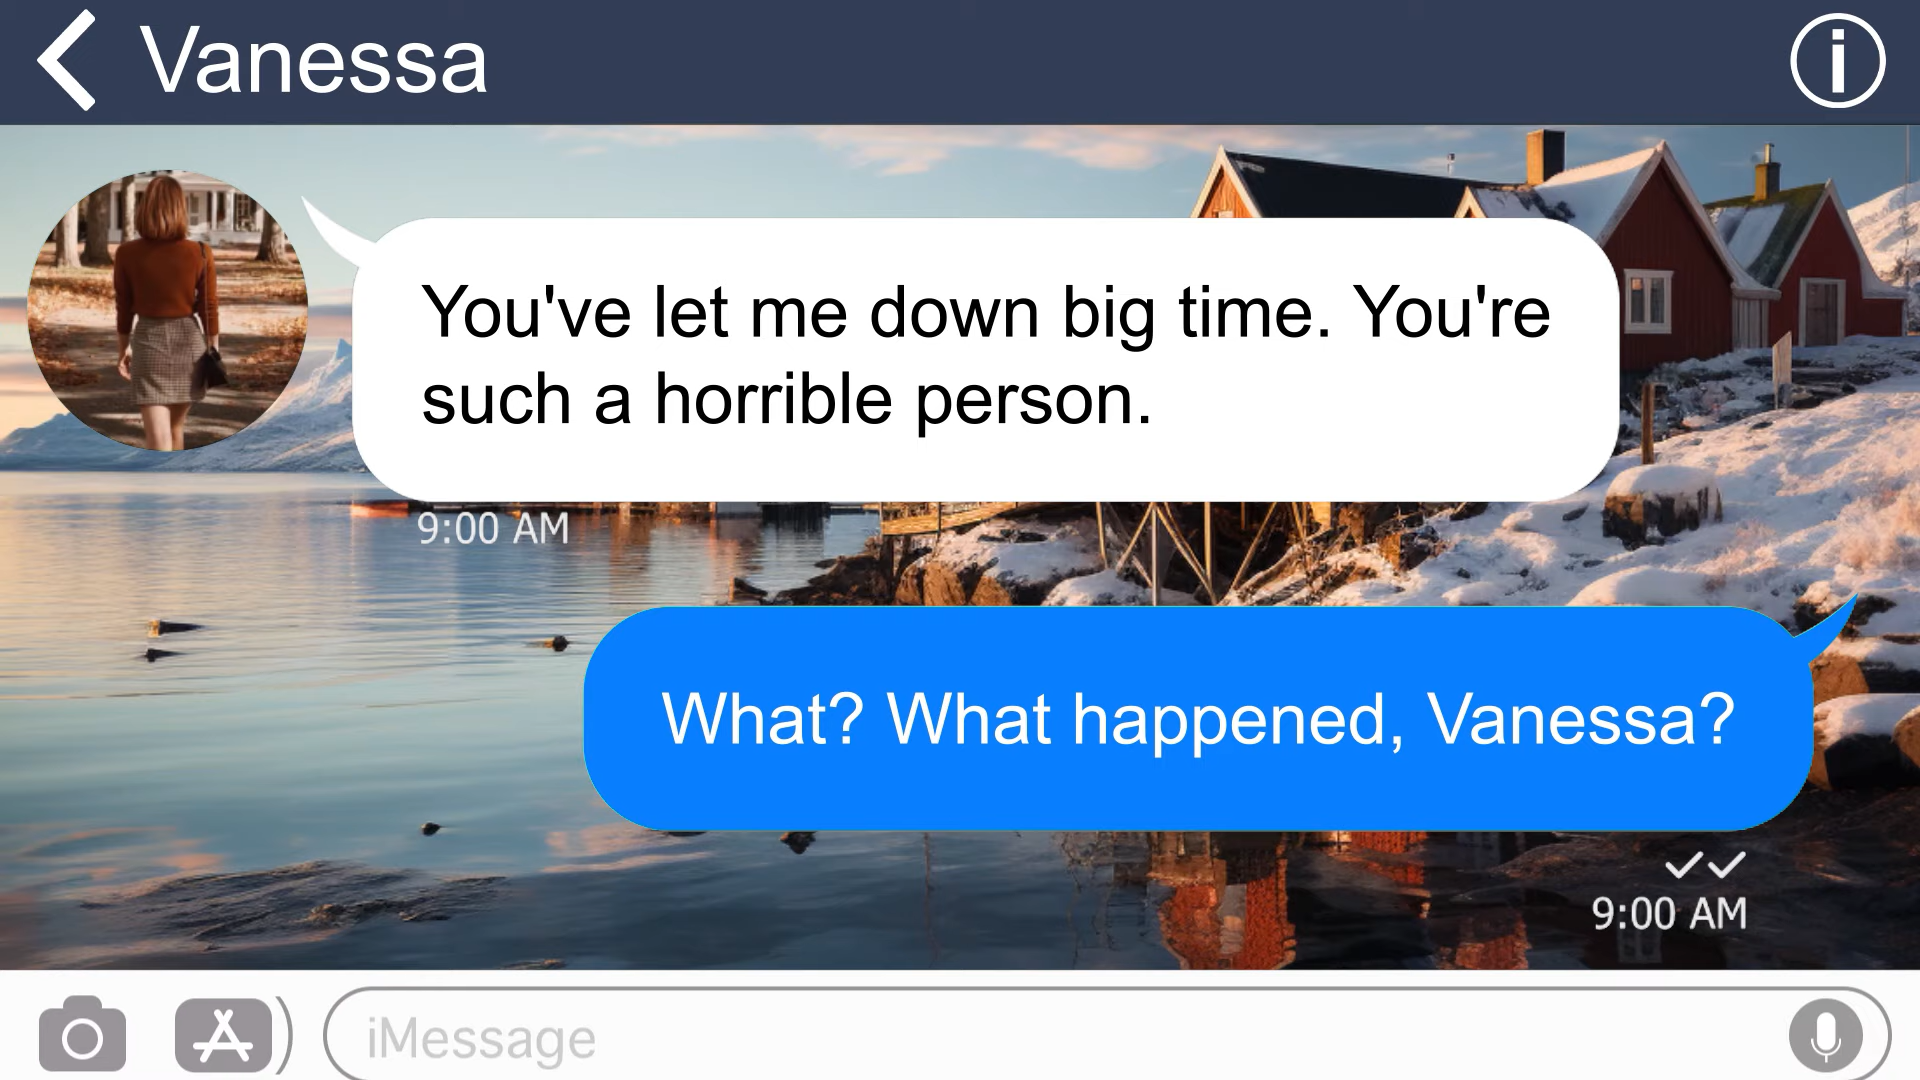 Vanessa
You've let me down big time. You're
such a horrible person.
9:00 AM
What? What happened, Vanessa?
9:00 AM
iMessage